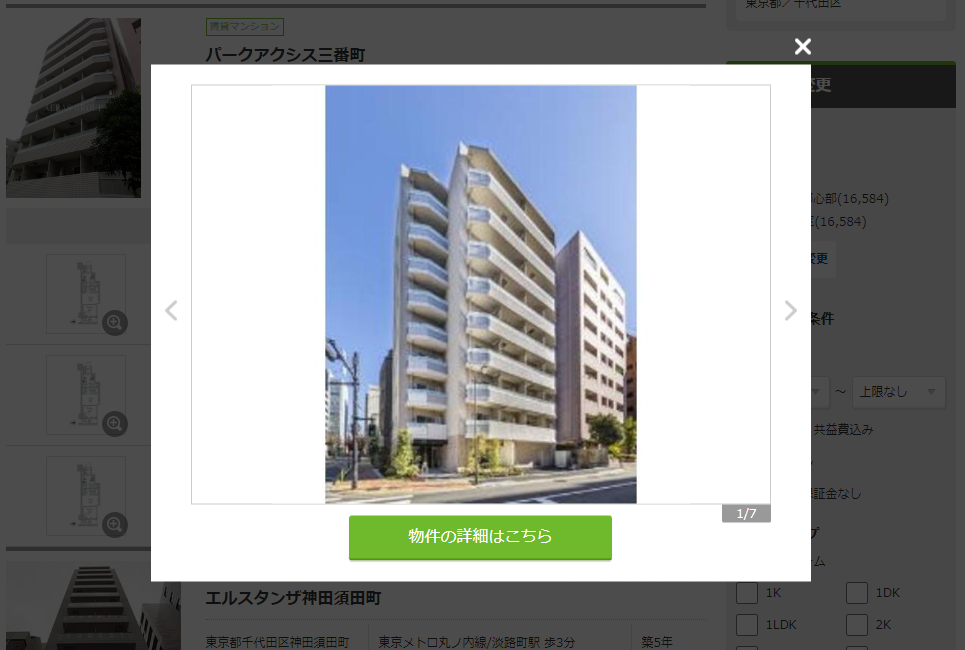 東京都／千代田区
賃貸マンション
パークアクシス三番町
変更
心部(16,584)
(16,584)
変更
条件
～ 上限なし
共益費込み
証金なし
プ
ム
1/7
物件の詳細はこちら
1K 1DK
エルスタンザ神田須田町
1LDK 2K
東京都千代田区神田須田町 東京メトロ丸ノ内線/淡路町駅 歩3分 築5年